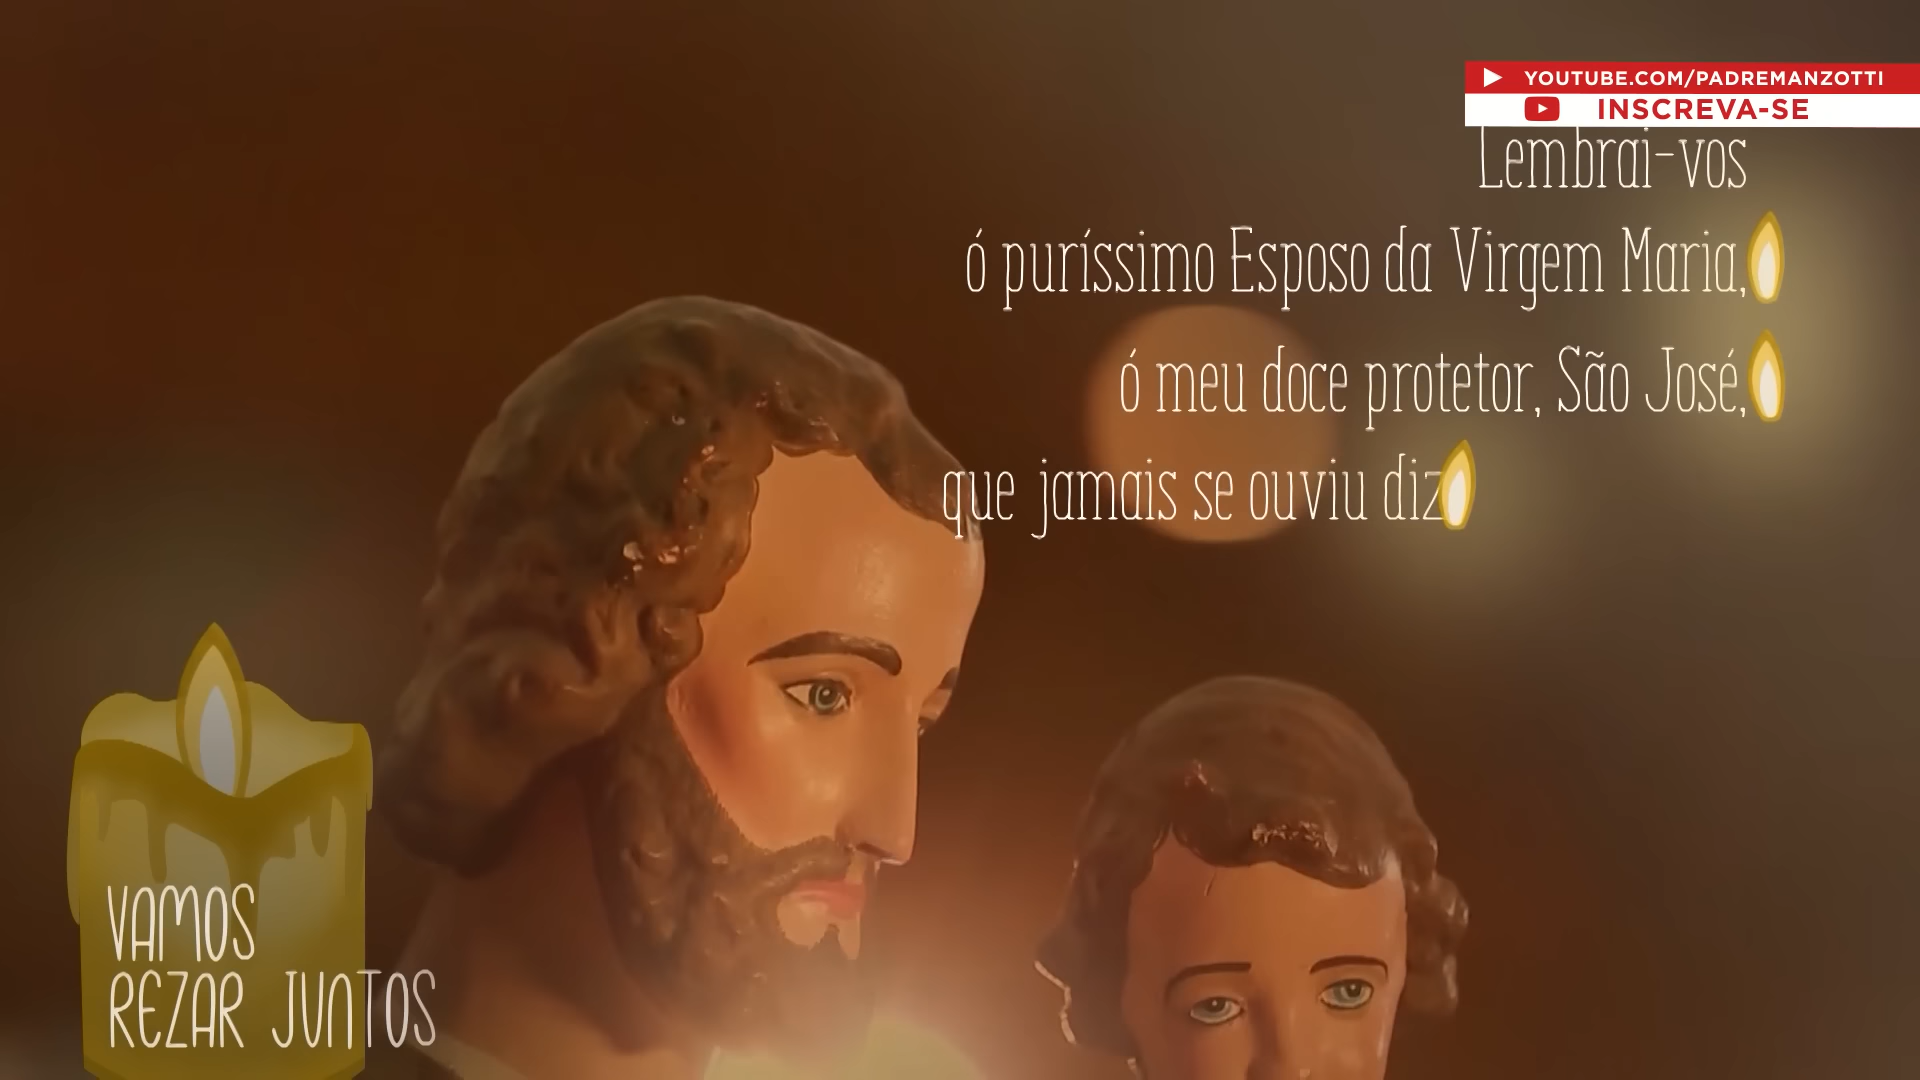 YOUTUBE.COM/PADREMANZOTTI
INSCREVA-SE
Lembrai-vos
ó puríssimo Esposo da Virgem Maria,
ó meu doce protetor, São José,
que jamais se ouviu diz
VAMOS
REZAR JUNTOS